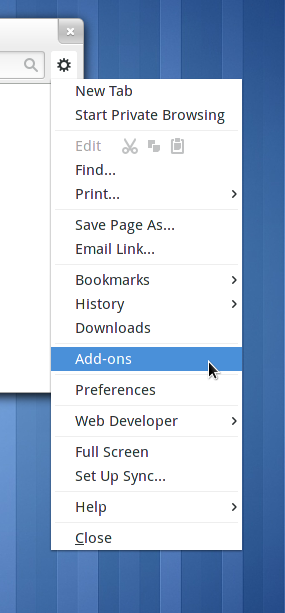 New Tab
Start Private Browsing
Edit
Find...
Print...
Save Page As...
Email Link...
Bookmarks
History
Downloads
Add-ons
Preferences
Web Developer
Full Screen
Set Up Sync...
Help
Close